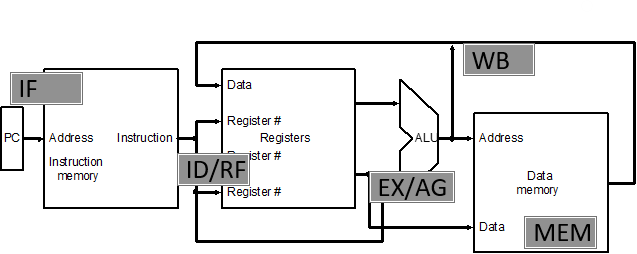 WB
IF
Data
PC
Address
Instruction
Instruction
memory
Register #
Registers
Register #
Register #
ID/RF
ALU
EX/AG
Address
Data
memory
Data
MEM